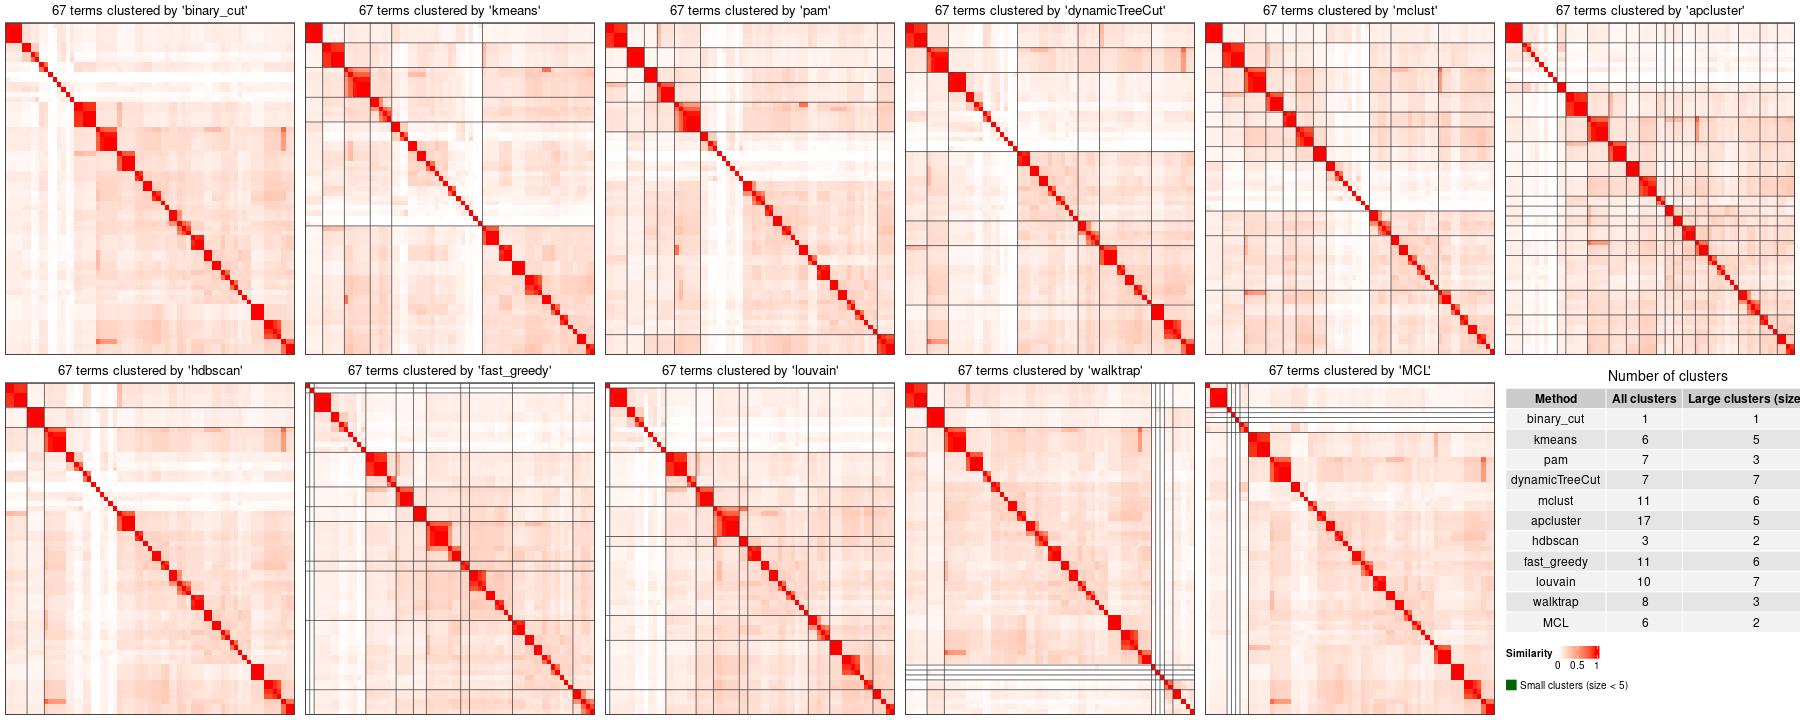 67 terms clustered by 'binary_cut'
67 terms clustered by 'kmeans'
67 terms clustered by 'pam'
67 terms clustered by 'dynamicTreeCut'
67 terms clustered by 'mclust'
67 terms clustered by 'apcluster'
67 terms clustered by 'hdbscan'
67 terms clustered by 'fast_greedy'
67 terms clustered by 'louvain'
67 terms clustered by 'walktrap'
67 terms clustered by 'MCL'
Number of clusters
Method All clusters Large clusters (size
binary_cut 1 1
kmeans 6 5
pam 7 3
dynamicTreeCut 7 7
mclust 11 6
apcluster 17 5
hdbscan 3 2
fast_greedy 11 6
louvain 10 7
walktrap 8 3
MCL 6 2
Similarity
0 0.5 1
Small clusters (size < 5)